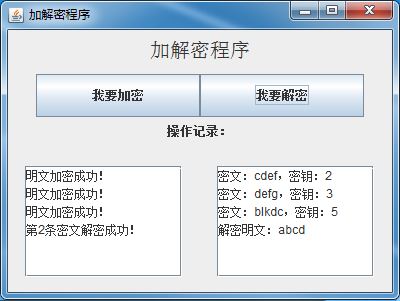 加解密程序
加解密程序
我要加密
我要解密
操作记录：
明文加密成功！
明文加密成功！
明文加密成功！
第2条密文解密成功！
密文：cdef，密钥：2
密文：defg，密钥：3
密文：blkdc，密钥：5
解密明文：abcd